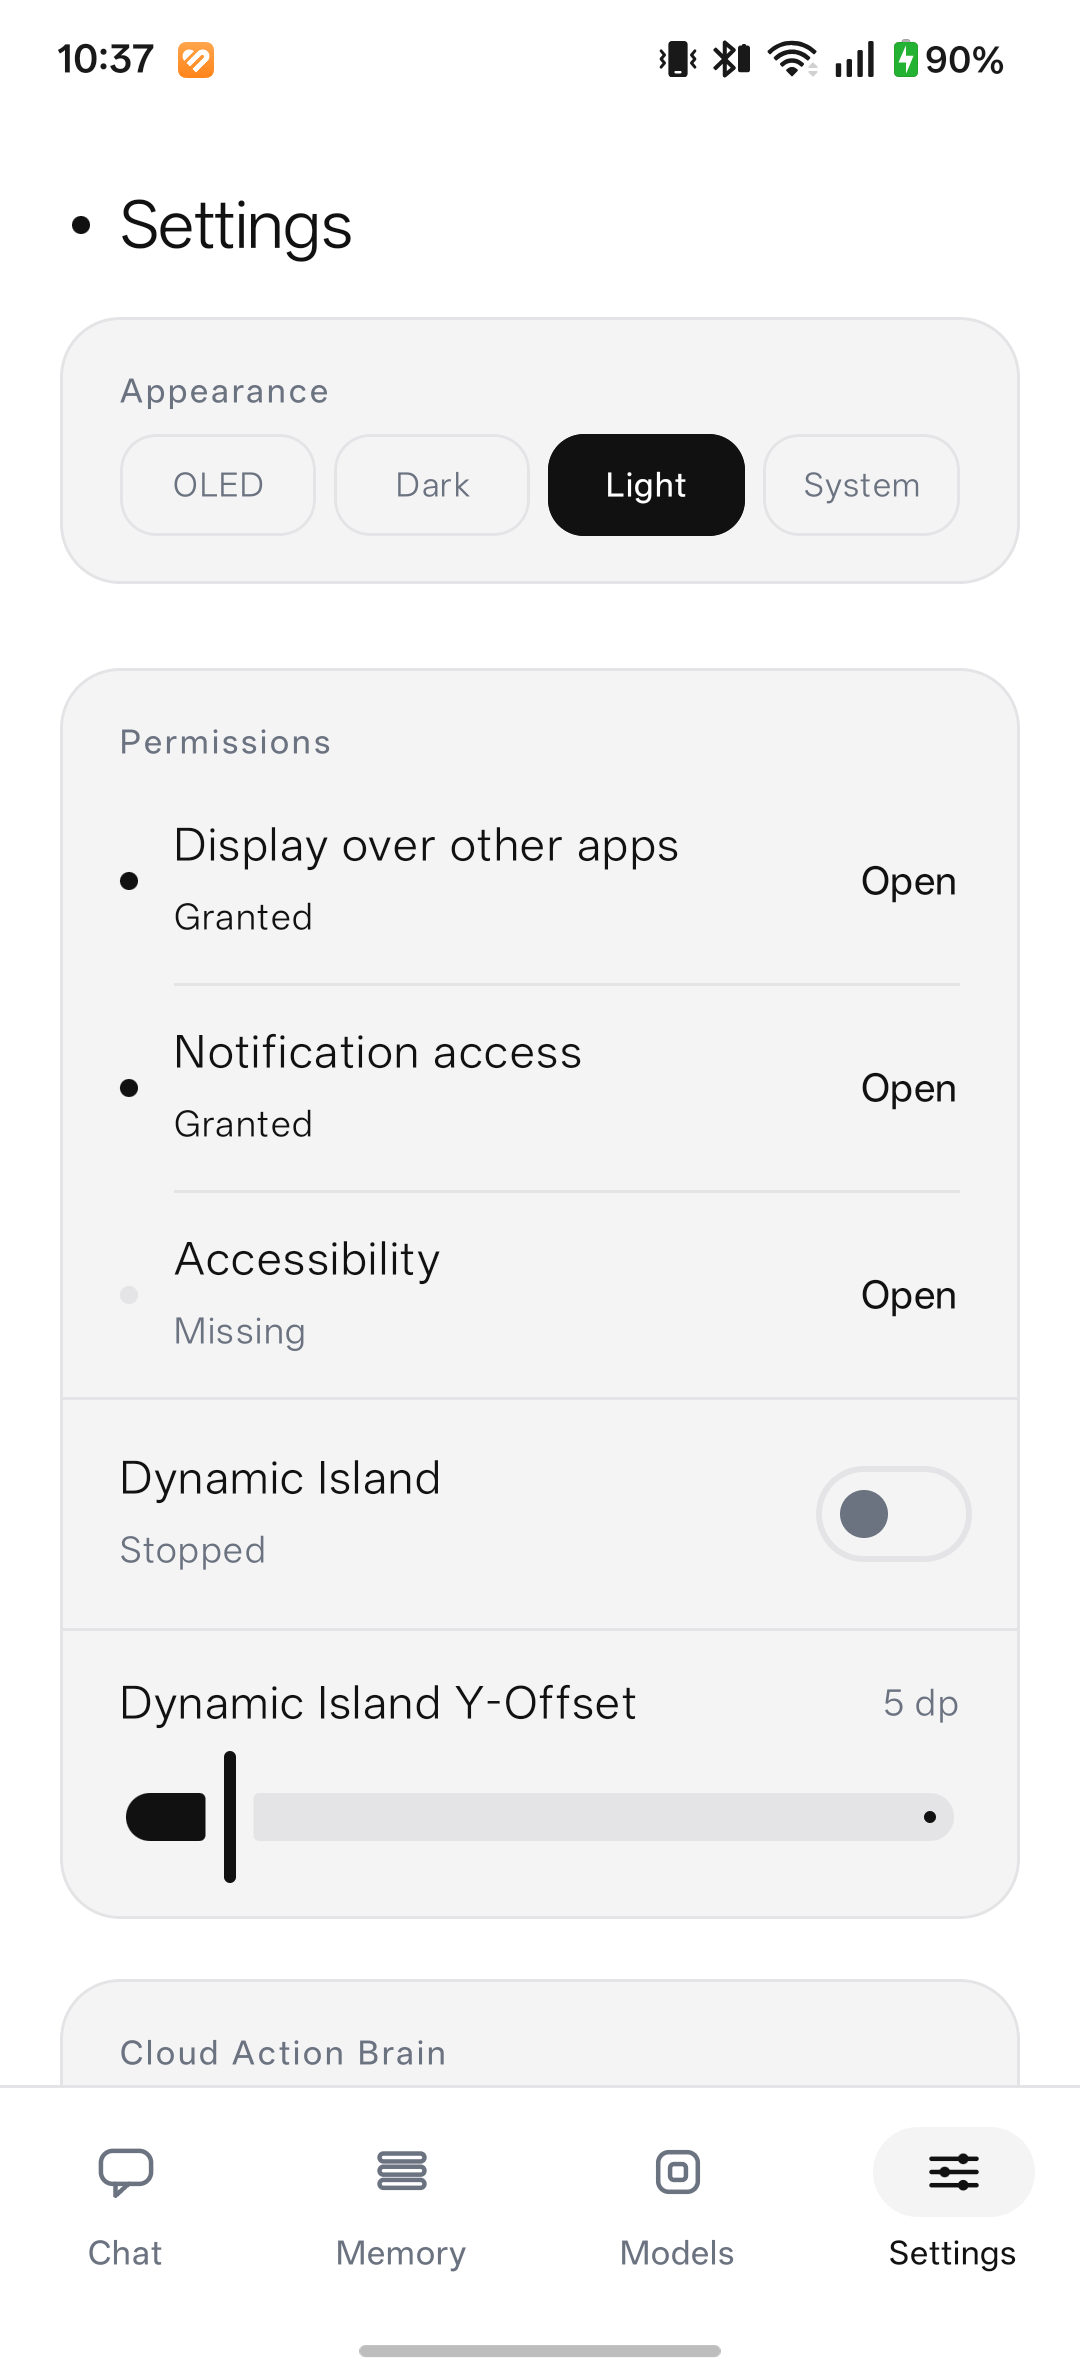 10:37 90%
Settings
Appearance
OLED Dark Light System
Permissions
Display over other apps
Granted
Open
Notification access
Granted
Open
Accessibility
Missing
Open
Dynamic Island
Stopped
Dynamic Island Y-Offset 5 dp
Cloud Action Brain
Chat Memory Models Settings